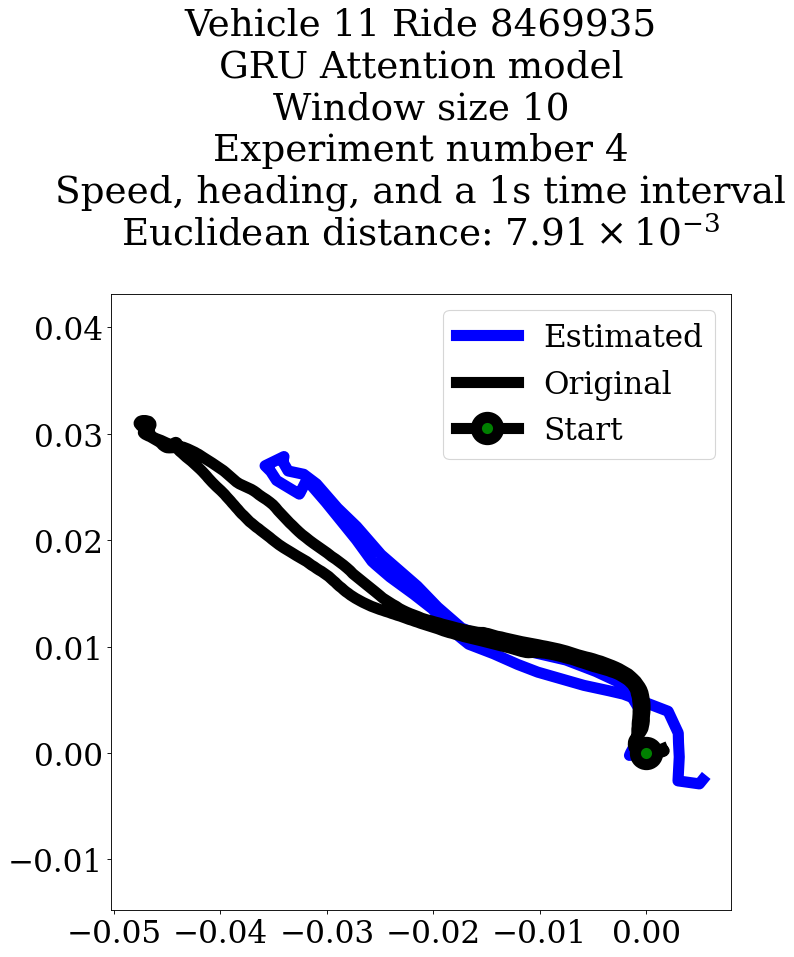 Vehicle 11 Ride 8469935
GRU Attention model
Window size 10
Experiment number 4
Speed, heading, and a 1s time interval
Euclidean distance: 7.91 × 10⁻³
Estimated
Original
Start
0.04
0.03
0.02
0.01
0.00
−0.01
−0.05 −0.04 −0.03 −0.02 −0.01 0.00